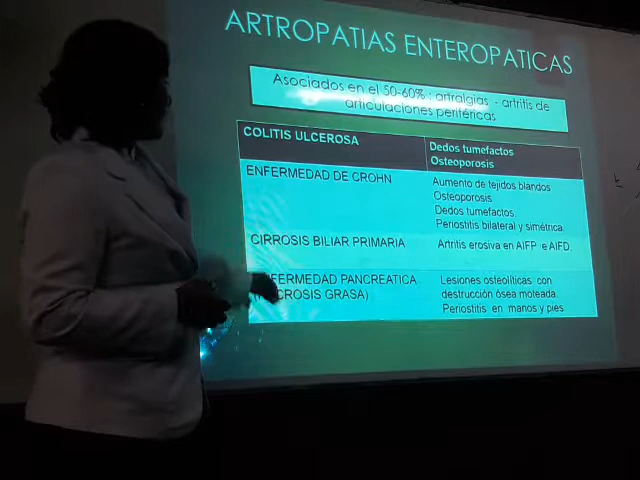 ARTROPATIAS ENTEROPATICAS
Asociados en el 50-60% : artralgias - artritis de
articulaciones periféricas
COLITIS ULCEROSA
Dedos tumefactos
Osteoporosis
ENFERMEDAD DE CROHN
Aumento de tejidos blandos
Osteoporosis
Dedos tumefactos.
Periostitis bilateral y simétrica.
CIRROSIS BILIAR PRIMARIA
Artritis erosiva en AIFP e AIFD.
PANCREATICA
GRASA)
Lesiones osteolíticas con
destrucción ósea moteada.
Periostitis en manos y pies